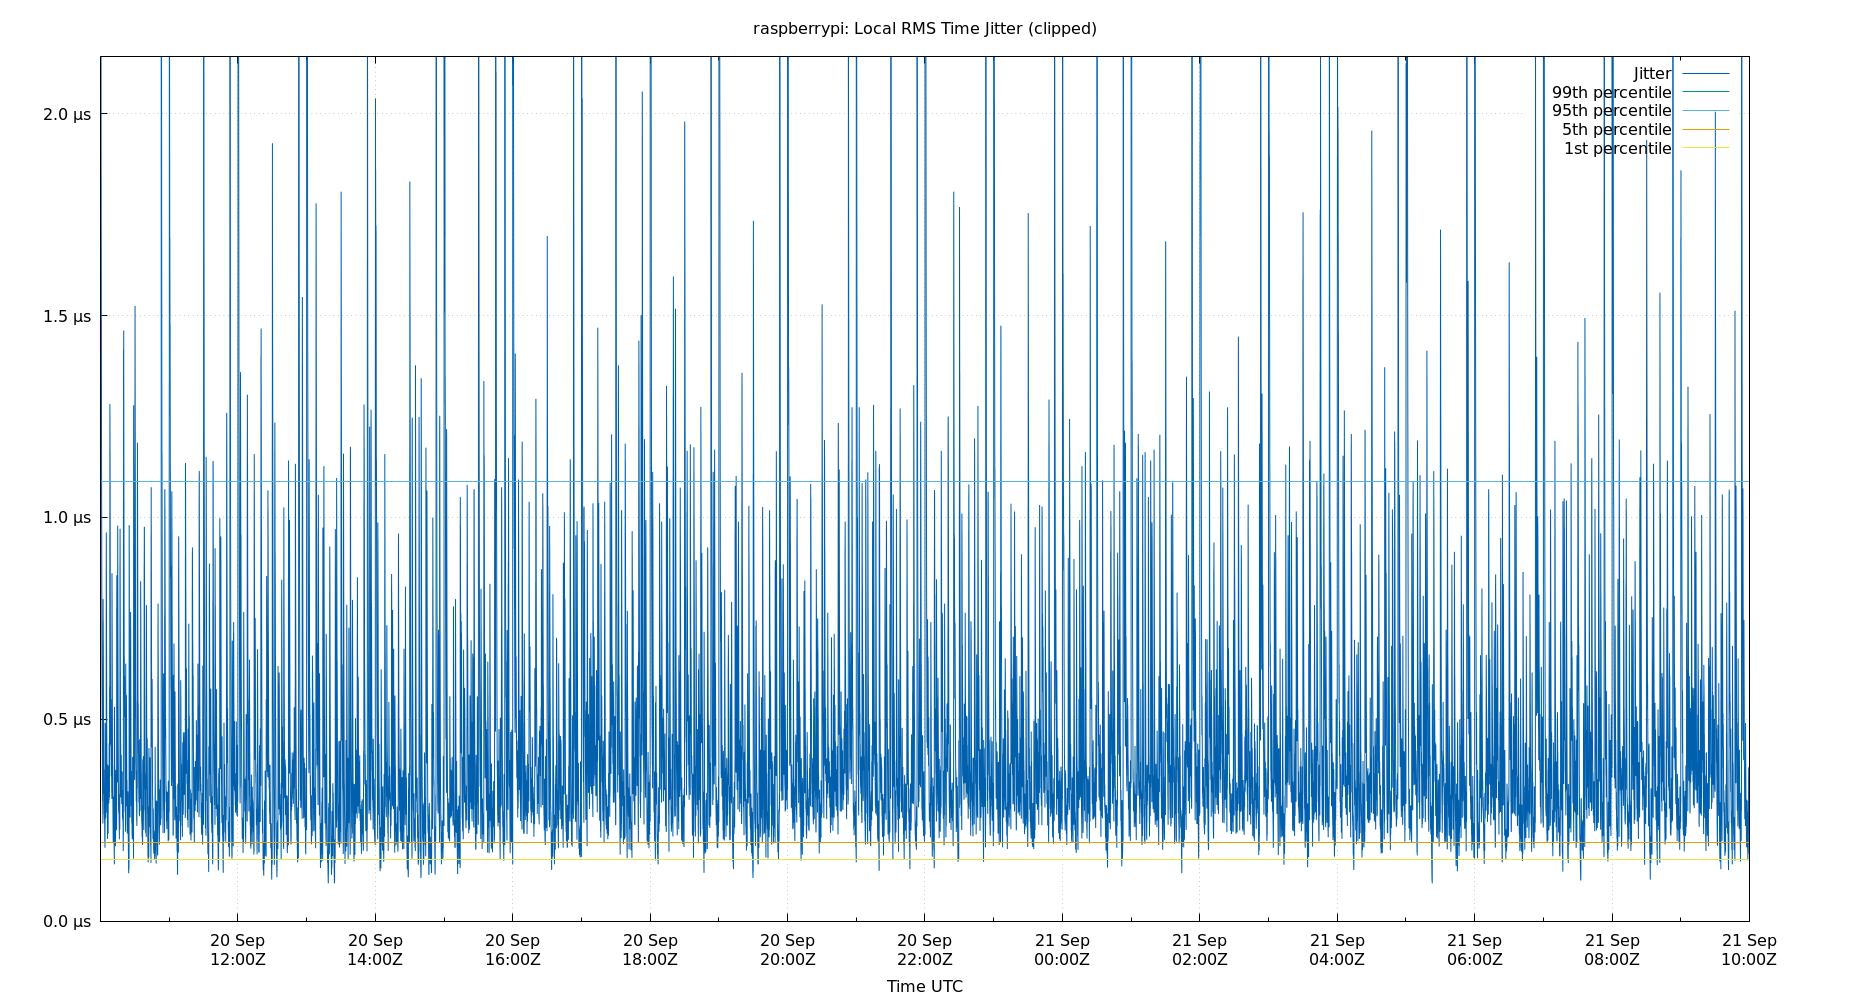 raspberrypi: Local RMS Time Jitter (clipped)
Jitter
99th percentile
95th percentile
5th percentile
1st percentile
2.0 µs
1.5 µs
1.0 µs
0.5 µs
0.0 µs
20 Sep 20 Sep 20 Sep 20 Sep 20 Sep 20 Sep 21 Sep 21 Sep 21 Sep 21 Sep 21 Sep 21 Sep
12:00Z 14:00Z 16:00Z 18:00Z 20:00Z 22:00Z 00:00Z 02:00Z 04:00Z 06:00Z 08:00Z 10:00Z
Time UTC